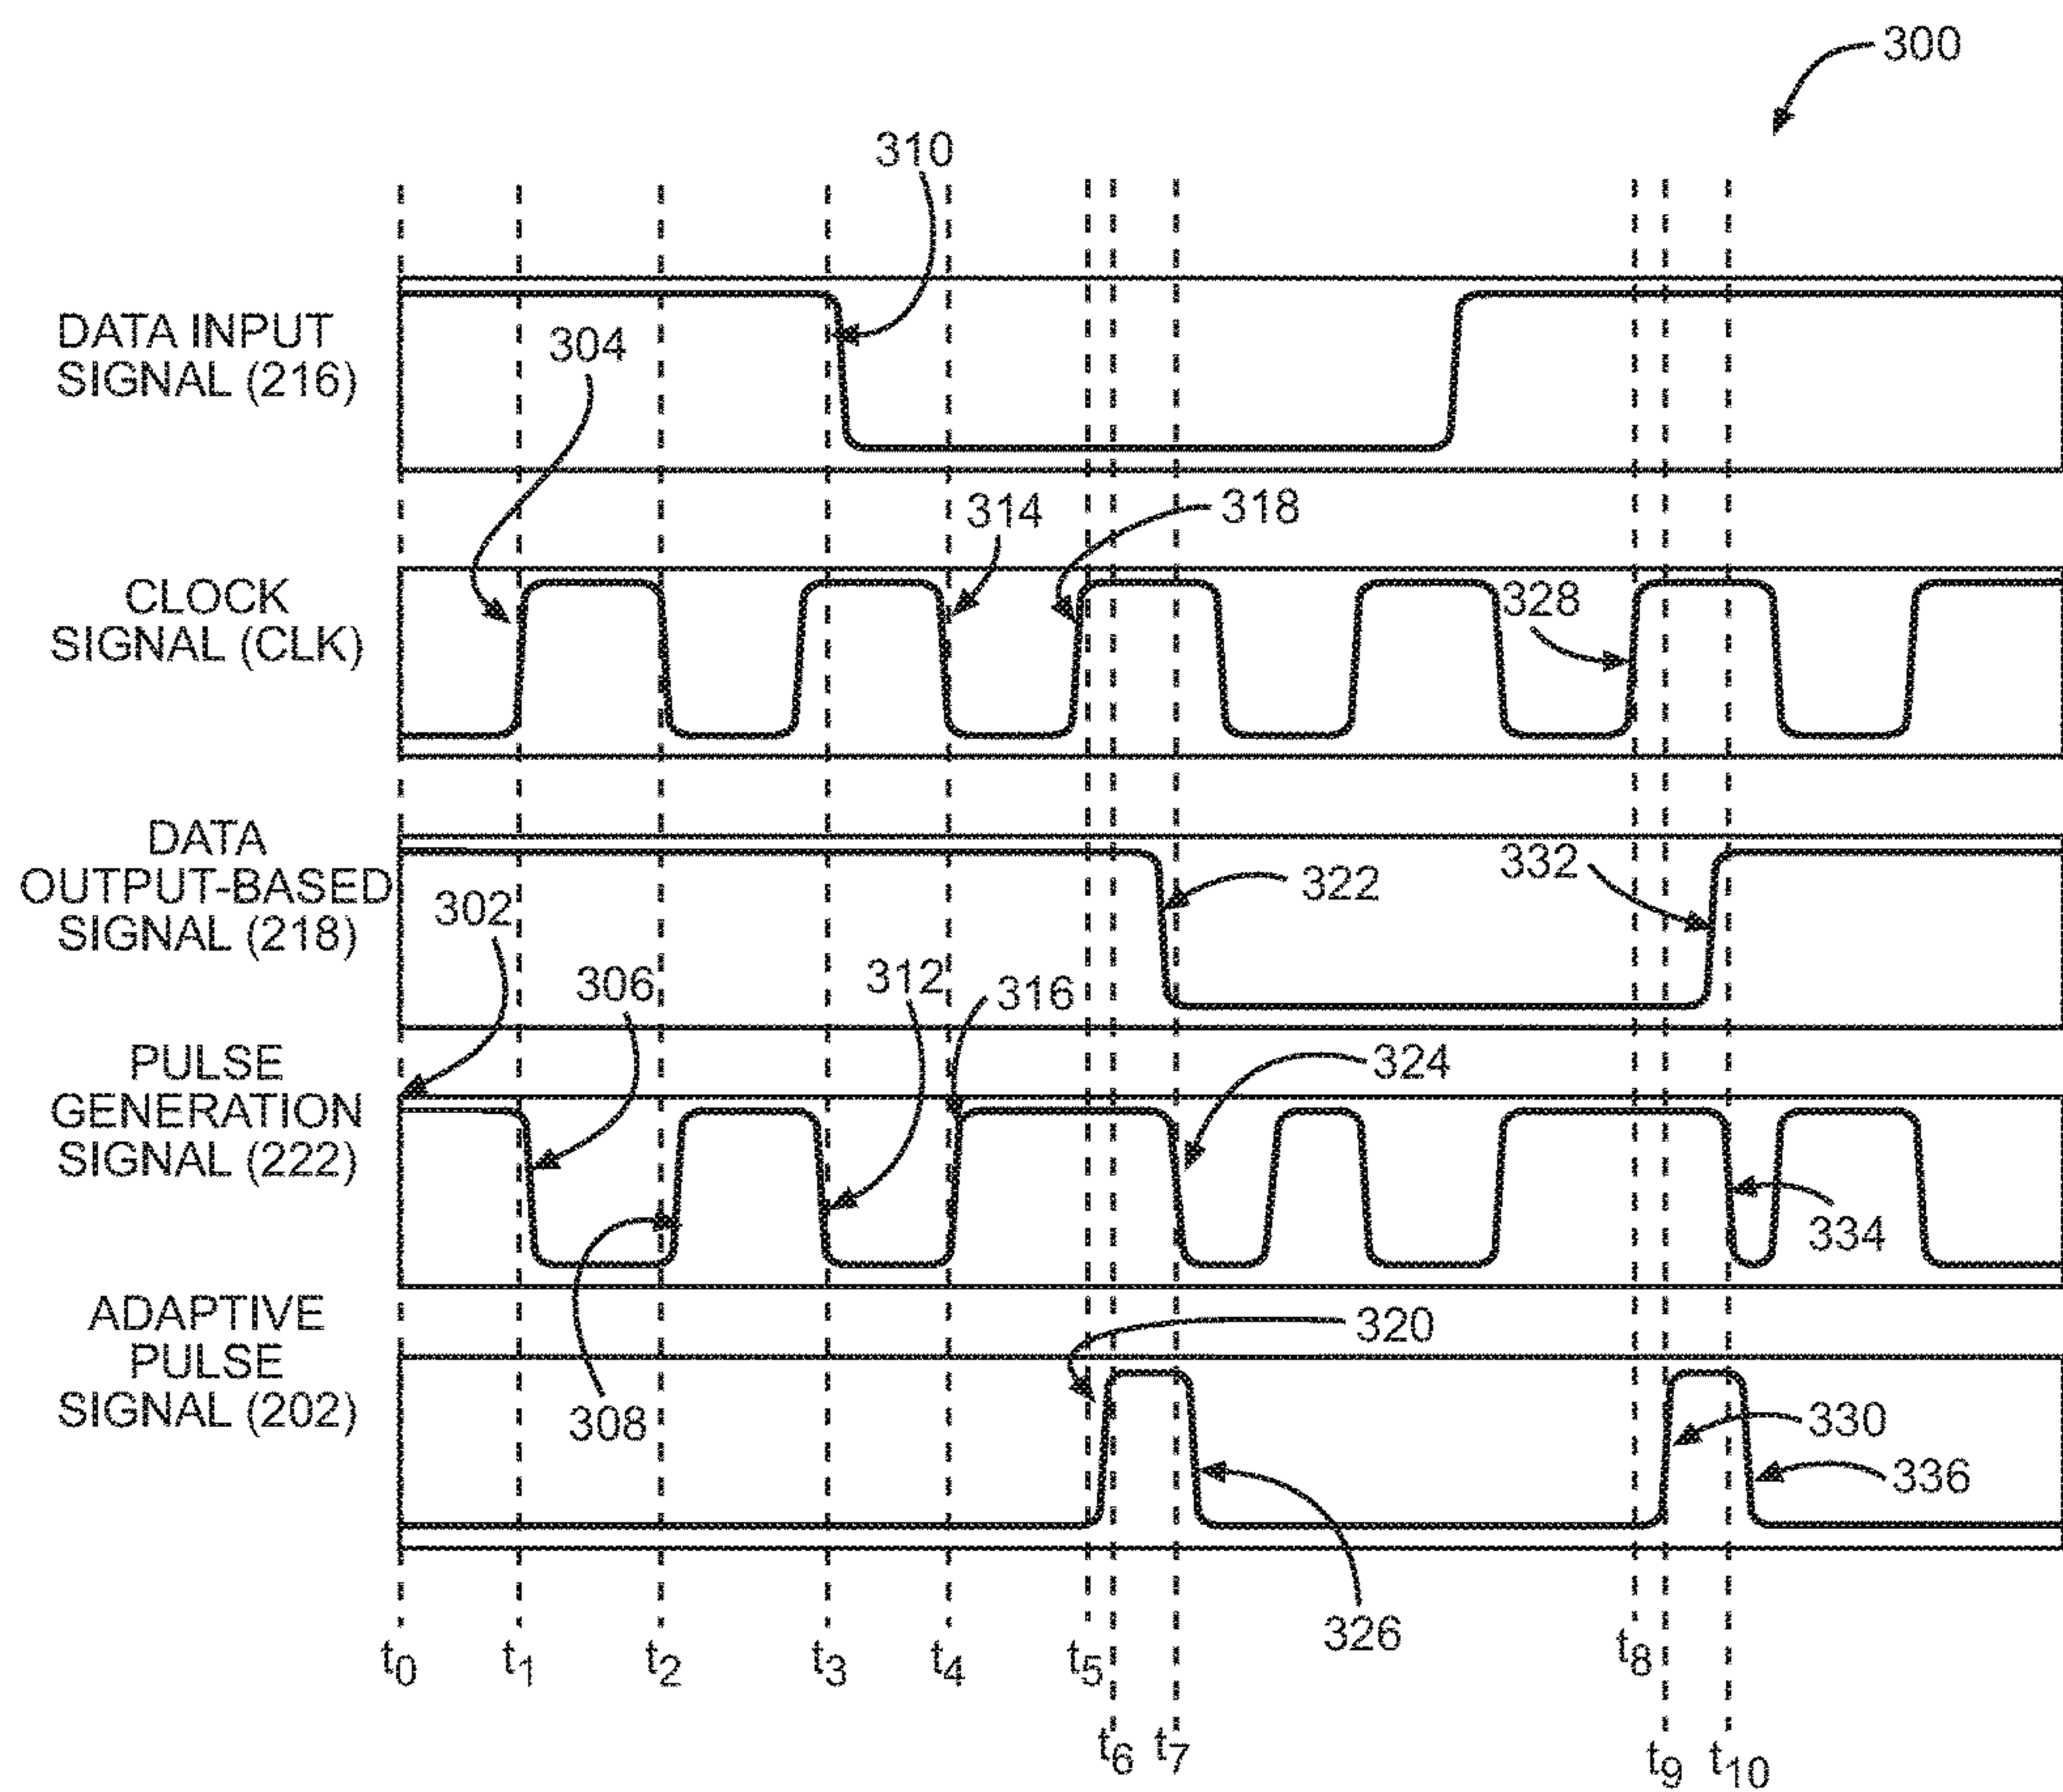 300
310
DATA INPUT
SIGNAL (216)
304
314
318
CLOCK
SIGNAL (CLK)
328
DATA
OUTPUT-BASED
SIGNAL (218)
302
322
332
306
312
316
PULSE
GENERATION
SIGNAL (222)
324
334
308
ADAPTIVE
PULSE
SIGNAL (202)
320
330
336
326
t0 t1 t2 t3 t4 t5 t8
t6 t7 t9 t10